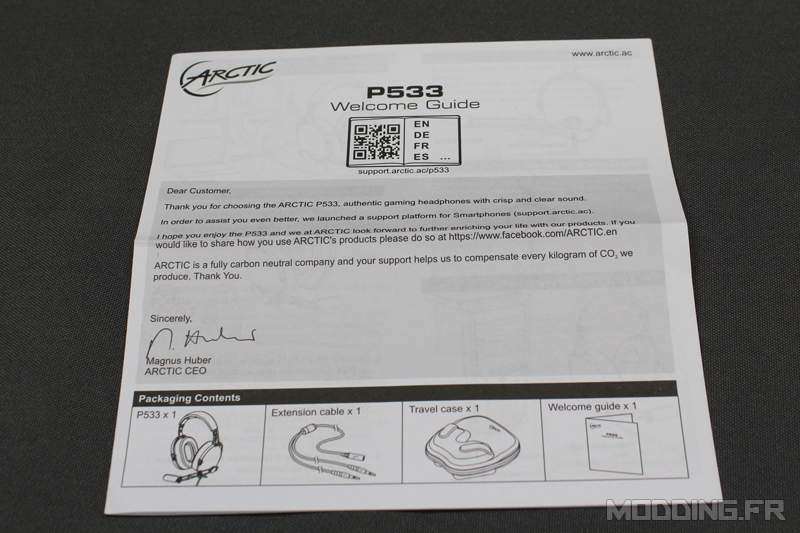 ARCTIC
www.arctic.ac
P533
Welcome Guide
EN
DE
FR
ES ...
support.arctic.ac/p533
Dear Customer,
Thank you for choosing the ARCTIC P533, authentic gaming headphones with crisp and clear sound.
In order to assist you even better, we launched a support platform for Smartphones (support.arctic.ac).
I hope you enjoy the P533 and we at ARCTIC look forward to further enriching your life with our products. If you
would like to share how you use ARCTIC's products please do so at https://www.facebook.com/ARCTIC.en
ARCTIC is a fully carbon neutral company and your support helps us to compensate every kilogram of CO₂ we
produce. Thank You.
Sincerely,
M. Huber
Magnus Huber
ARCTIC CEO
Packaging Contents
P533 x 1
Extension cable x 1
Travel case x 1
Welcome guide x 1
ARCTIC
P533
MODDING.FR